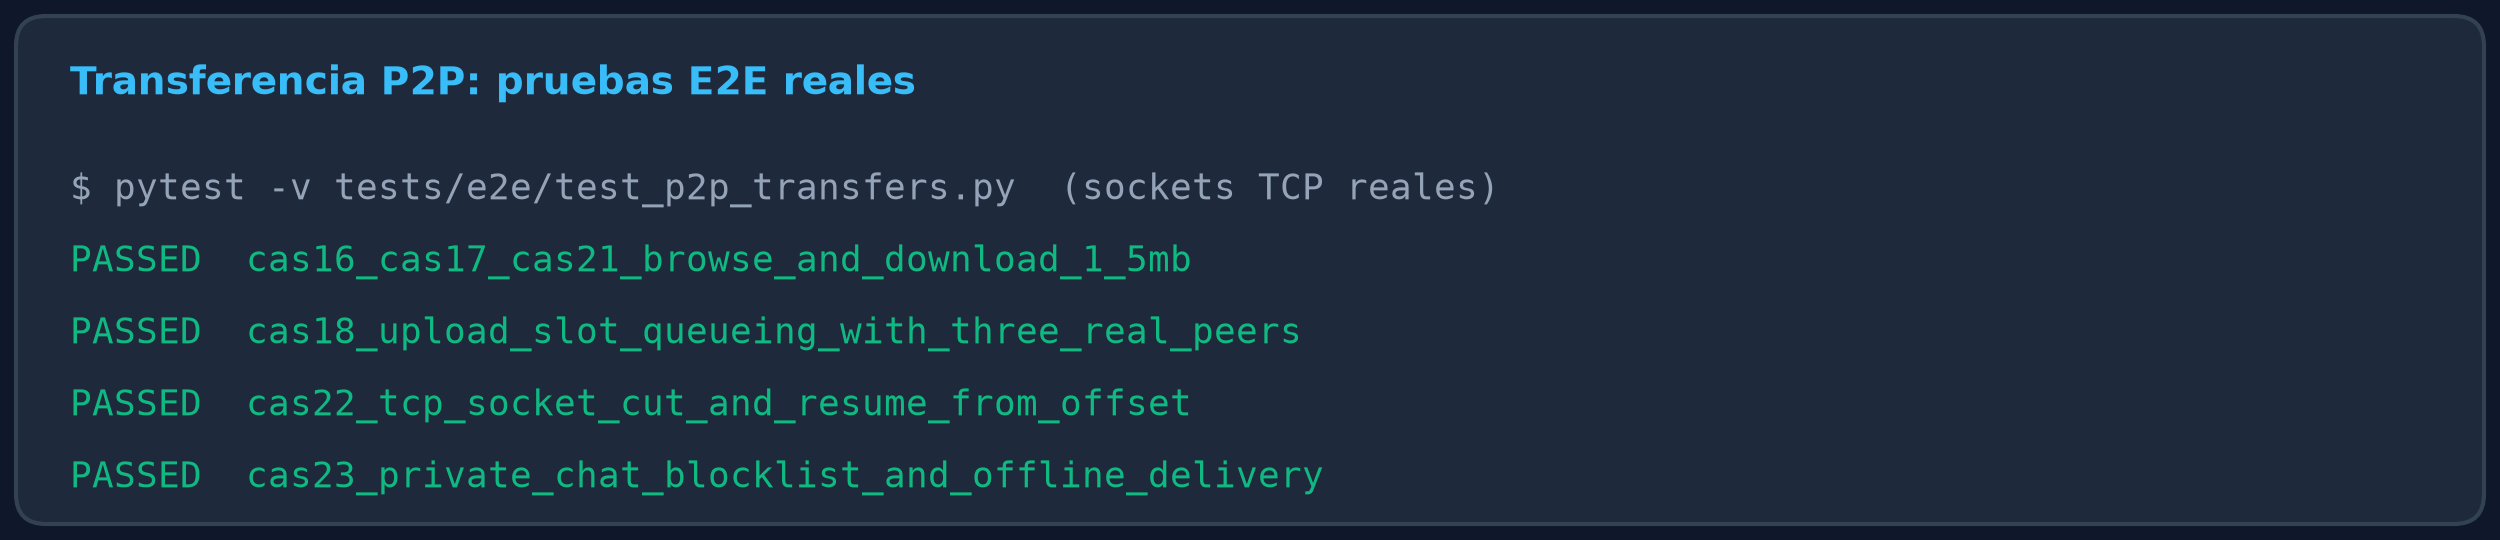 Transferencia P2P: pruebas E2E reales
$ pytest -v tests/e2e/test_p2p_transfers.py  (sockets TCP reales)
PASSED  cas16_cas17_cas21_browse_and_download_1_5mb
PASSED  cas18_upload_slot_queueing_with_three_real_peers
PASSED  cas22_tcp_socket_cut_and_resume_from_offset
PASSED  cas23_private_chat_blocklist_and_offline_delivery